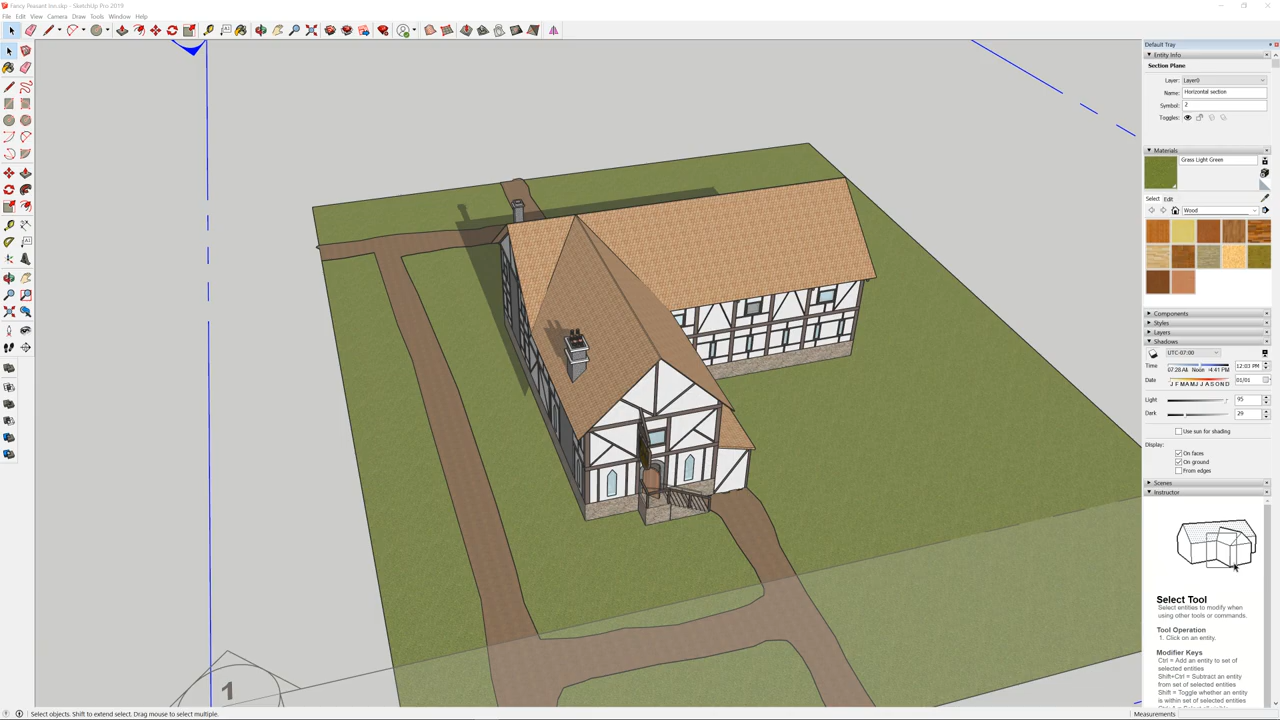 Fancy Peasant Inn.skp - SketchUp Pro 2019
File Edit View Camera Draw Tools Window Help
Default Tray
Entity Info
Section Plane
Layer: Layer0
Name: Horizontal section
Symbol: 2
Toggles:
Materials
Grass Light Green
Select Edit
Wood
Components
Styles
Layers
Shadows
UTC-07:00
Time 12:03 PM
07:28 AM Noon 4:41 PM
Date 01/01
J F M A M J J A S O N D
Light 95
Dark 29
Use sun for shading
Display:
On faces
On ground
From edges
Scenes
Instructor
Select Tool
Select entities to modify when
using other tools or commands.
Tool Operation
1. Click on an entity.
Modifier Keys
Ctrl = Add an entity to set of
selected entities
Shift+Ctrl = Subtract an entity
from set of selected entities
Shift = Toggle whether an entity
is within set of selected entities
1
Select objects. Shift to extend select. Drag mouse to select multiple.
Measurements